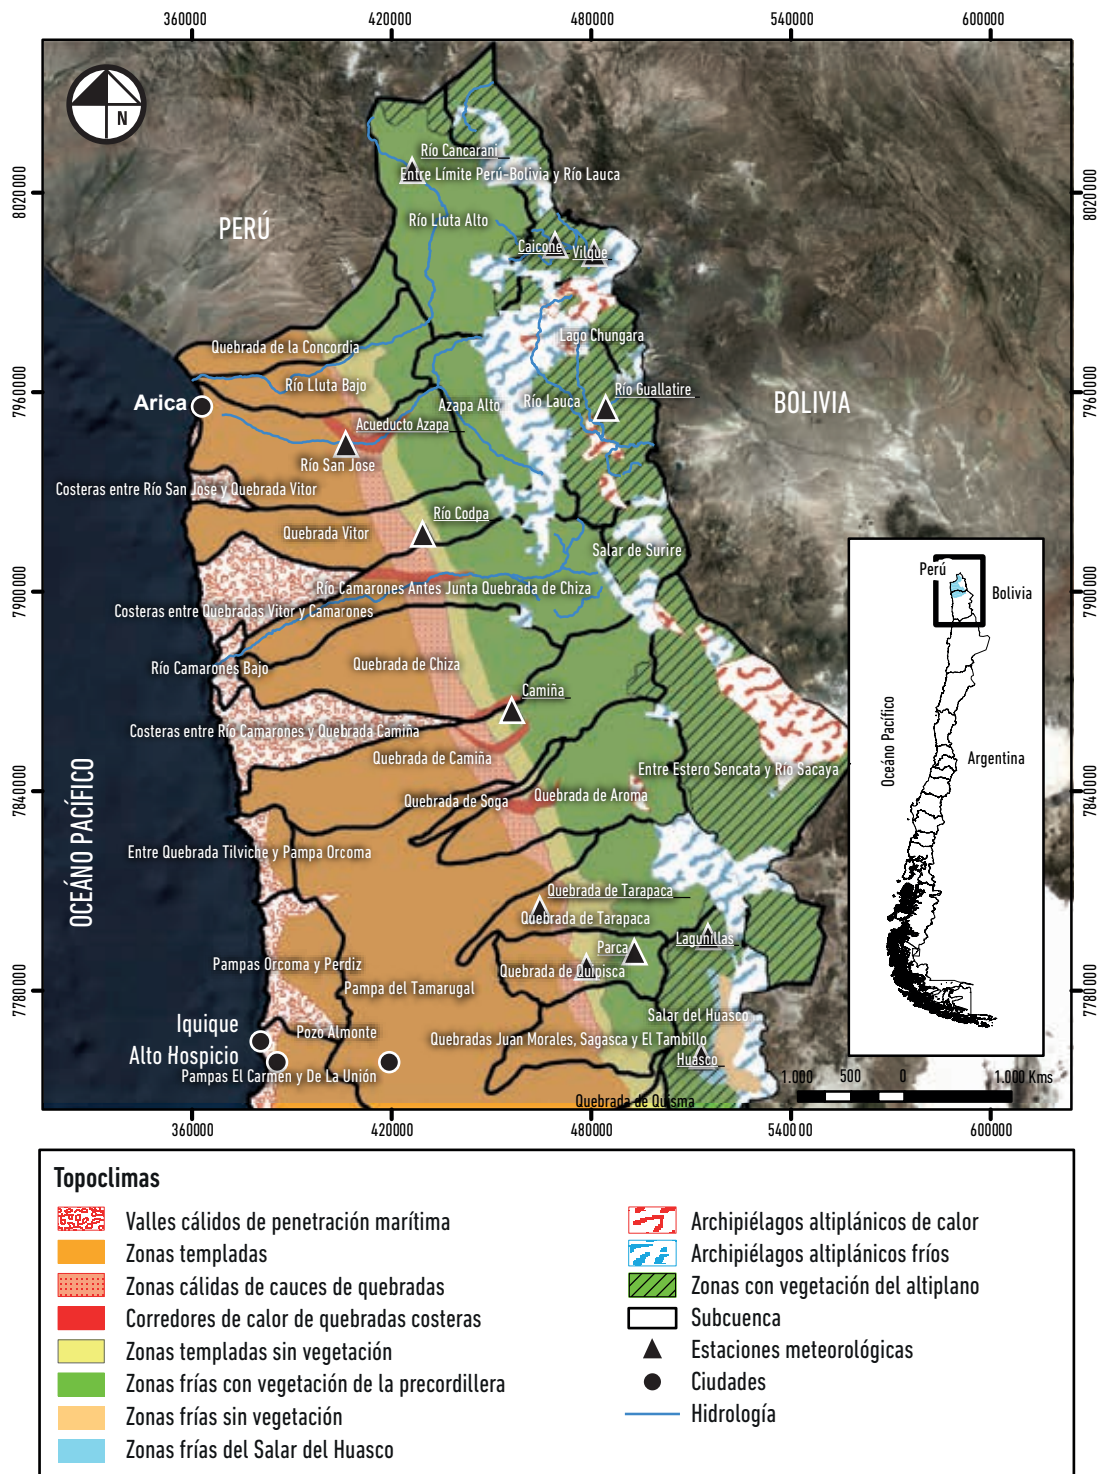 360000
420000
480000
540000
600000
N
8020000
7960000
7900000
7840000
7780000
8020000
7960000
7900000
7840000
7780000
PERÚ
BOLIVIA
OCEÁNO PACÍFICO
Río Cancarani
Entre Límite Perú-Bolivia y Río Lauca
Río Lluta Alto
Caicone
Vilque
Quebrada de la Concordia
Lago Chungara
Río Lluta Bajo
Río Guallatire
Arica
Azapa Alto
Río Lauca
Acueducto Azapa
Río San Jose
Costeras entre Río San Jose y Quebrada Vitor
Río Codpa
Quebrada Vitor
Salar de Surire
Río Camarones Antes Junta Quebrada de Chiza
Costeras entre Quebradas Vitor y Camarones
Quebrada de Chiza
Río Camarones Bajo
Camiña
Costeras entre Río Camarones y Quebrada Camiña
Quebrada de Camiña
Entre Estero Sencata y Río Sacaya
Quebrada de Soga
Quebrada de Aroma
Entre Quebrada Tilviche y Pampa Orcoma
Quebrada de Tarapaca
Quebrada de Tarapaca
Lagunillas
Parca
Pampas Orcoma y Perdiz
Quebrada de Quipisca
Pampa del Tamarugal
Salar del Huasco
Iquique
Pozo Almonte
Quebradas Juan Morales, Sagasca y El Tambillo
Alto Hospicio
Huasco
Pampas El Carmen y De La Unión
Quebrada de Quisma
Perú
Bolivia
Oceáno Pacífico
Argentina
1.000
500
0
1.000 Kms
360000
420000
480000
540000
600000
Topoclimas
Valles cálidos de penetración marítima
Zonas templadas
Zonas cálidas de cauces de quebradas
Corredores de calor de quebradas costeras
Zonas templadas sin vegetación
Zonas frías con vegetación de la precordillera
Zonas frías sin vegetación
Zonas frías del Salar del Huasco
Archipiélagos altiplánicos de calor
Archipiélagos altiplánicos fríos
Zonas con vegetación del altiplano
Subcuenca
Estaciones meteorológicas
Ciudades
Hidrología